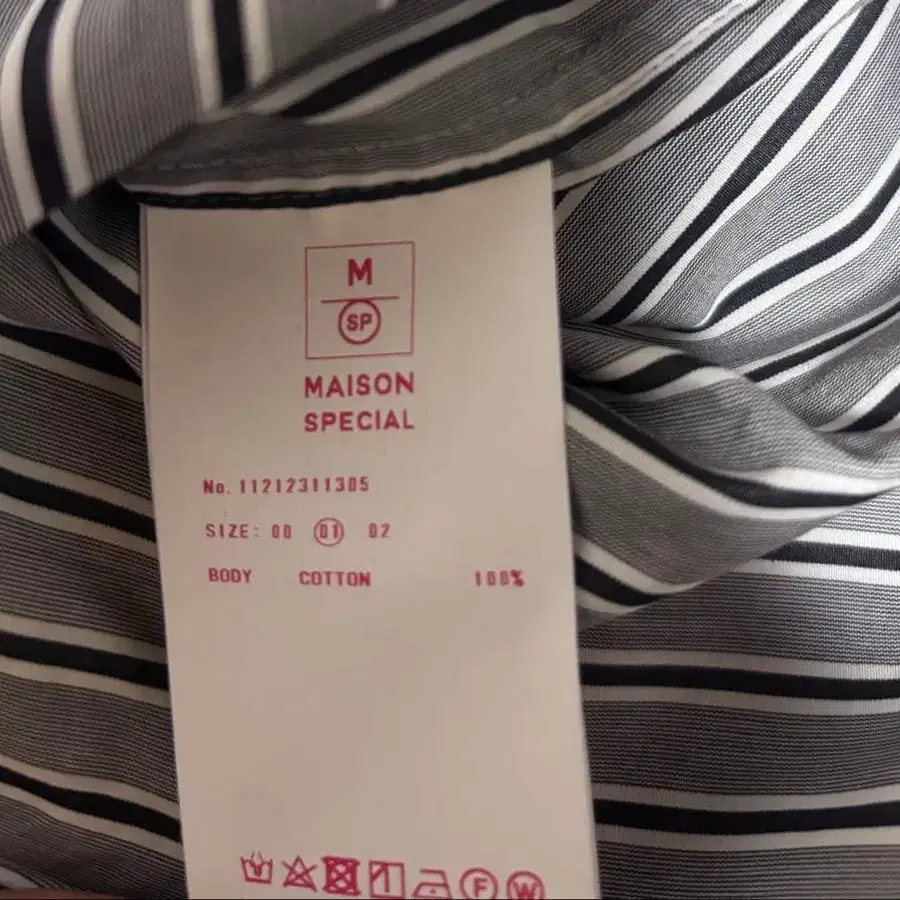 M
SP
MAISON
SPECIAL
No. 11212311305
SIZE: 00 01 02
BODY COTTON 100%
F W